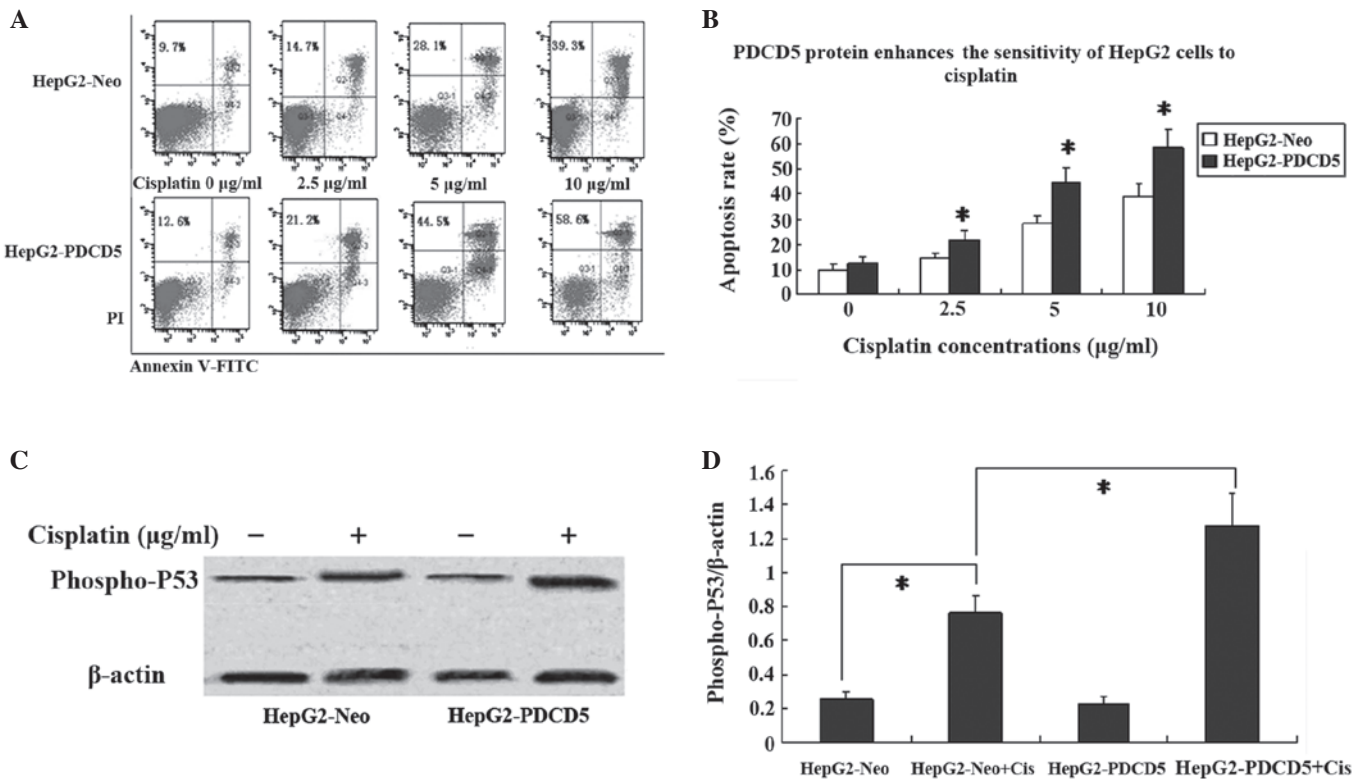 A
9.7%
14.7%
28.1%
39.3%
HepG2-Neo
Cisplatin 0 µg/ml
2.5 µg/ml
5 µg/ml
10 µg/ml
12.6%
21.2%
44.5%
58.6%
HepG2-PDCD5
PI
Annexin V-FITC
B
PDCD5 protein enhances the sensitivity of HepG2 cells to
cisplatin
Apoptosis rate (%)
70
60
50
40
30
20
10
0
*
*
*
HepG2-Neo
HepG2-PDCD5
0
2.5
5
10
Cisplatin concentrations (µg/ml)
C
Cisplatin (µg/ml)
− + − +
Phospho-P53
β-actin
HepG2-Neo
HepG2-PDCD5
D
Phospho-P53/β-actin
1.6
1.4
1.2
1
0.8
0.6
0.4
0.2
0
*
*
HepG2-Neo
HepG2-Neo+Cis
HepG2-PDCD5
HepG2-PDCD5+Cis